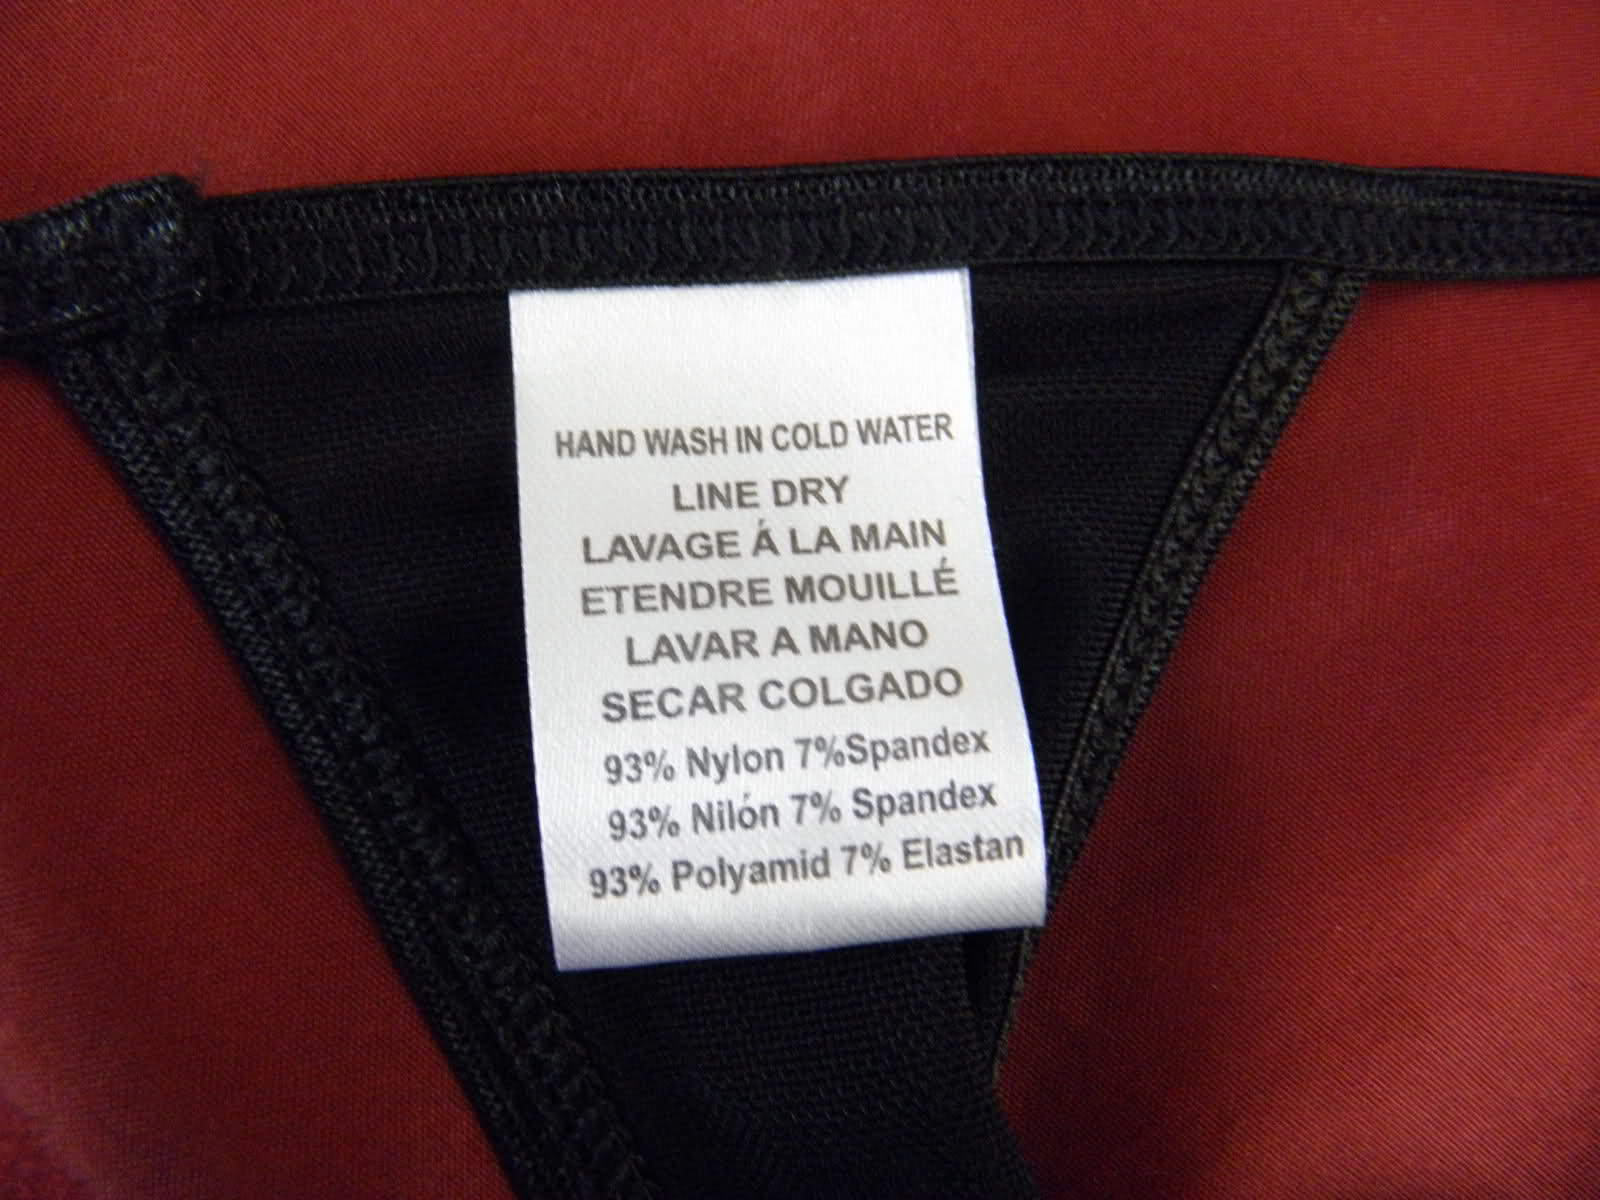 HAND WASH IN COLD WATER
LINE DRY
LAVAGE Á LA MAIN
ETENDRE MOUILLÉ
LAVAR A MANO
SECAR COLGADO
93% Nylon 7%Spandex
93% Nilón 7% Spandex
93% Polyamid 7% Elastan